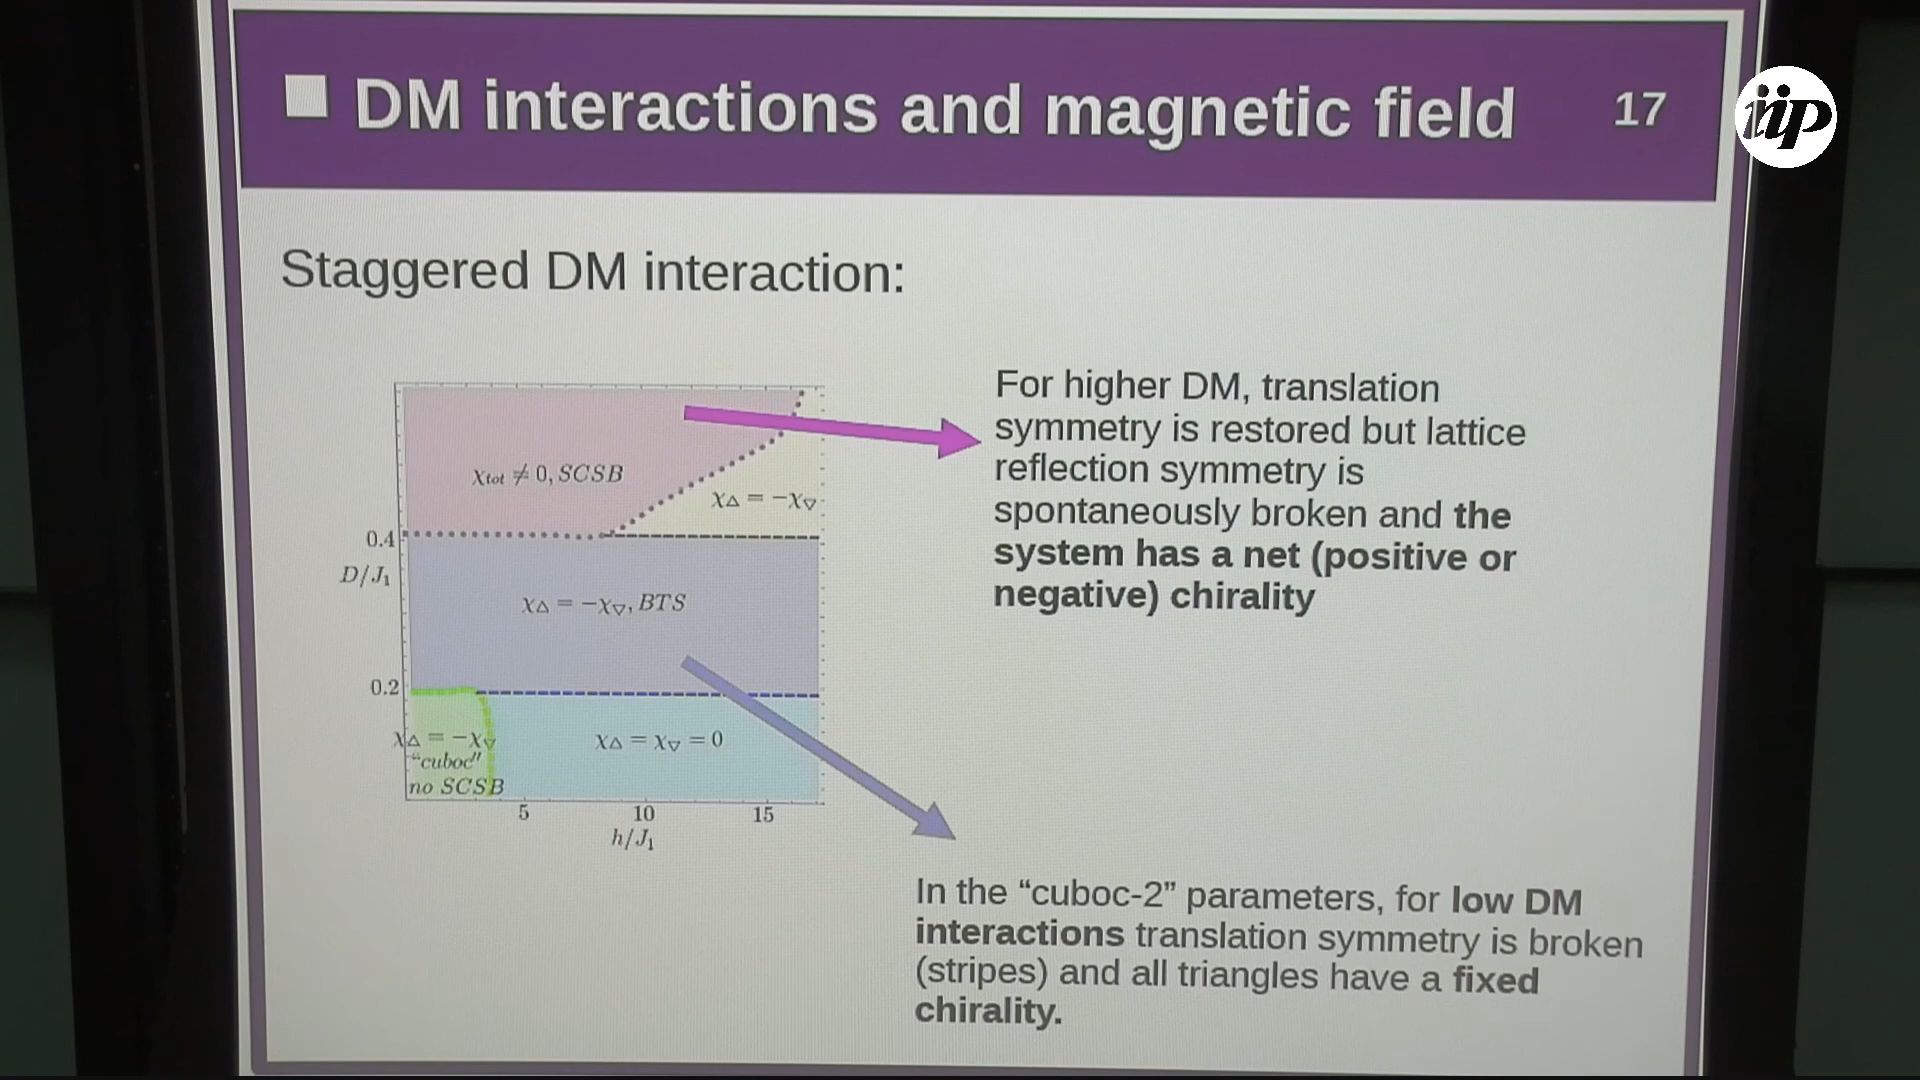 DM interactions and magnetic field
17
iip
Staggered DM interaction:
For higher DM, translation
symmetry is restored but lattice
reflection symmetry is
spontaneously broken and the
system has a net (positive or
negative) chirality
χtot ≠ 0, SCSB
χ△ = −χ▽
0.4
D/J₁
χ△ = −χ▽, BTS
0.2
χ△ = −χ▽
"cuboc"
no SCSB
χ△ = χ▽ = 0
5
10
15
h/J₁
In the “cuboc-2” parameters, for low DM
interactions translation symmetry is broken
(stripes) and all triangles have a fixed
chirality.